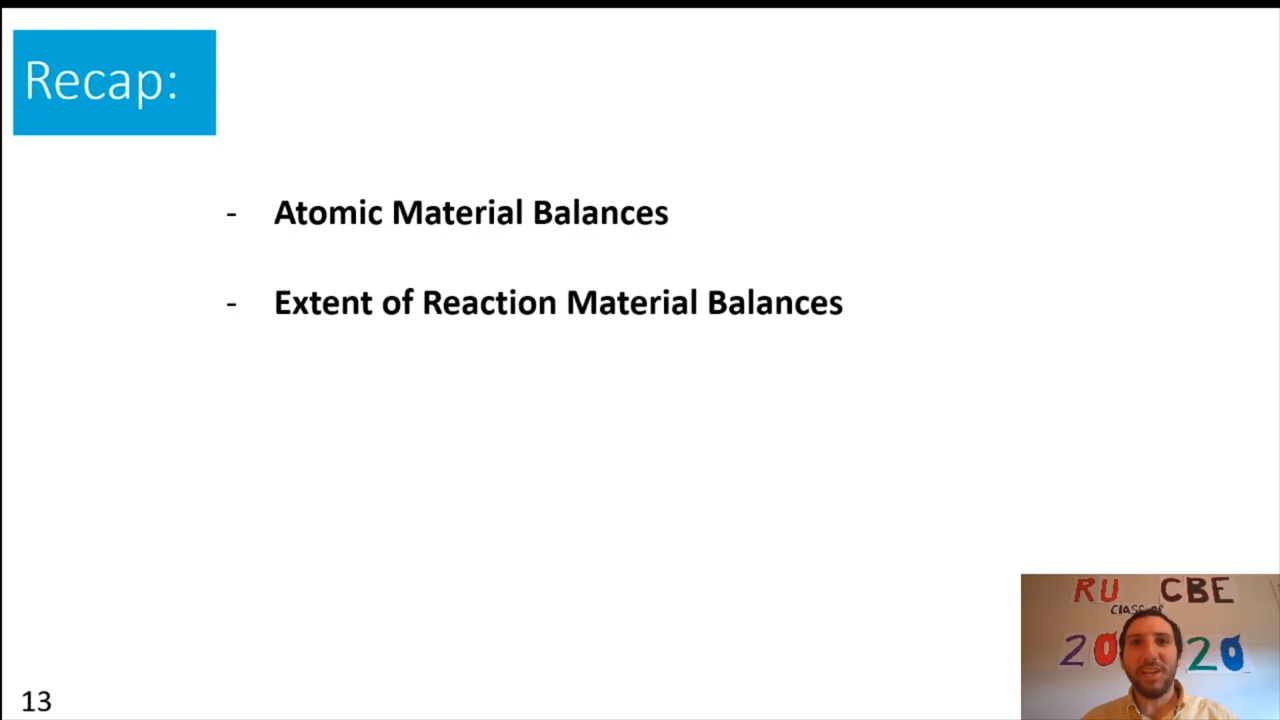 Recap:
- Atomic Material Balances
- Extent of Reaction Material Balances
RU CBE
CLASS OF
2020
13